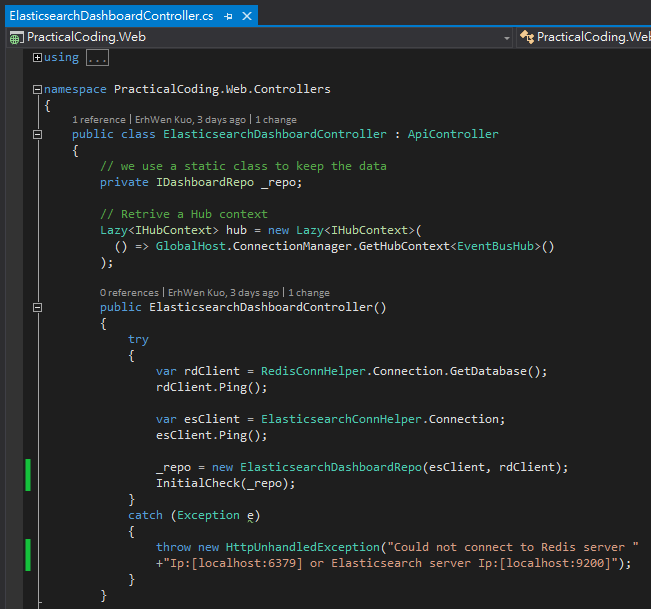 ElasticsearchDashboardController.cs
PracticalCoding.Web PracticalCoding.Web
using ...
namespace PracticalCoding.Web.Controllers
{
1 reference | ErhWen Kuo, 3 days ago | 1 change
public class ElasticsearchDashboardController : ApiController
{
// we use a static class to keep the data
private IDashboardRepo _repo;
// Retrive a Hub context
Lazy<IHubContext> hub = new Lazy<IHubContext>(
() => GlobalHost.ConnectionManager.GetHubContext<EventBusHub>()
);
0 references | ErhWen Kuo, 3 days ago | 1 change
public ElasticsearchDashboardController()
{
try
{
var rdClient = RedisConnHelper.Connection.GetDatabase();
rdClient.Ping();
var esClient = ElasticsearchConnHelper.Connection;
esClient.Ping();
_repo = new ElasticsearchDashboardRepo(esClient, rdClient);
InitialCheck(_repo);
}
catch (Exception e)
{
throw new HttpUnhandledException("Could not connect to Redis server "
+"Ip:[localhost:6379] or Elasticsearch server Ip:[localhost:9200]");
}
}